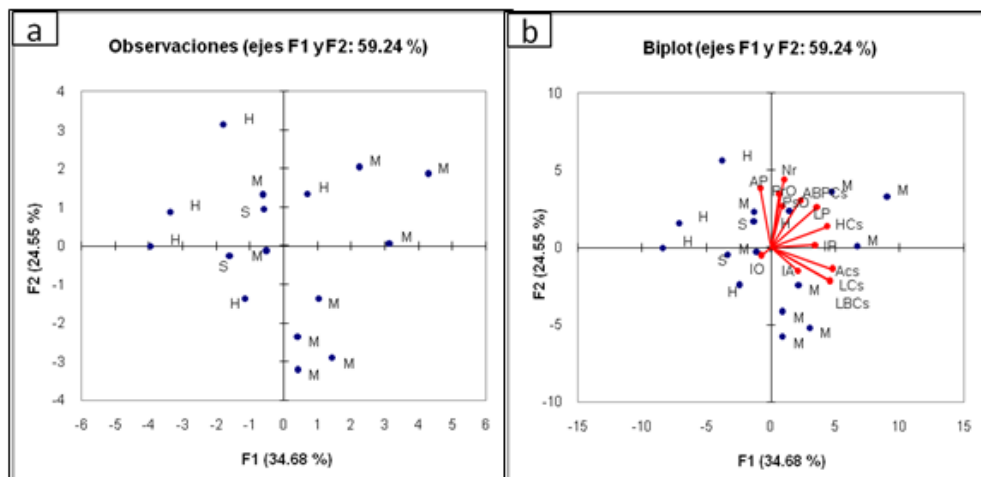 a
Observaciones (ejes F1 y F2: 59.24 %)
4
3
2
1
0
-1
-2
-3
-4
H
M
M
H
M
H
S
H
M
M
S
H
M
M
M
M
-6 -5 -4 -3 -2 -1 0 1 2 3 4 5 6
F2 (24.55 %)
F1 (34.68 %)
b
Biplot (ejes F1 y F2: 59.24 %)
10
5
0
-5
-10
H
Nr
AP
ABPCs
M
M
M
LP
H
S
H
HCs
H
IR
M
S
M
IO
IA
Acs
LCs
H
M
LBCs
M
M
M
-15 -10 -5 0 5 10 15
F2 (24.55 %)
F1 (34.68 %)